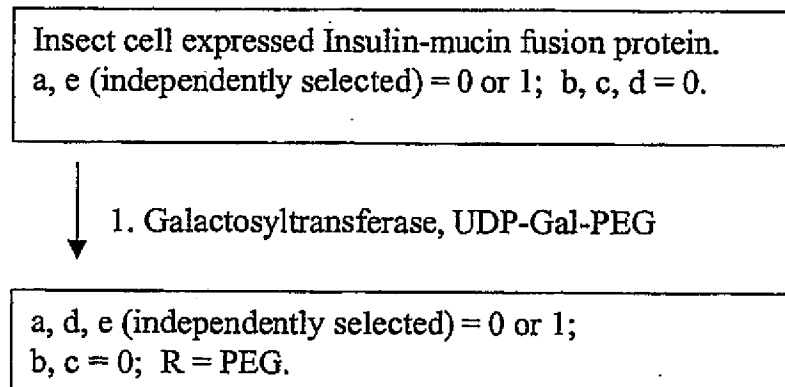 Insect cell expressed Insulin-mucin fusion protein.
a, e (independently selected) = 0 or 1; b, c, d = 0.
1. Galactosyltransferase, UDP-Gal-PEG
a, d, e (independently selected) = 0 or 1;
b, c = 0; R = PEG.